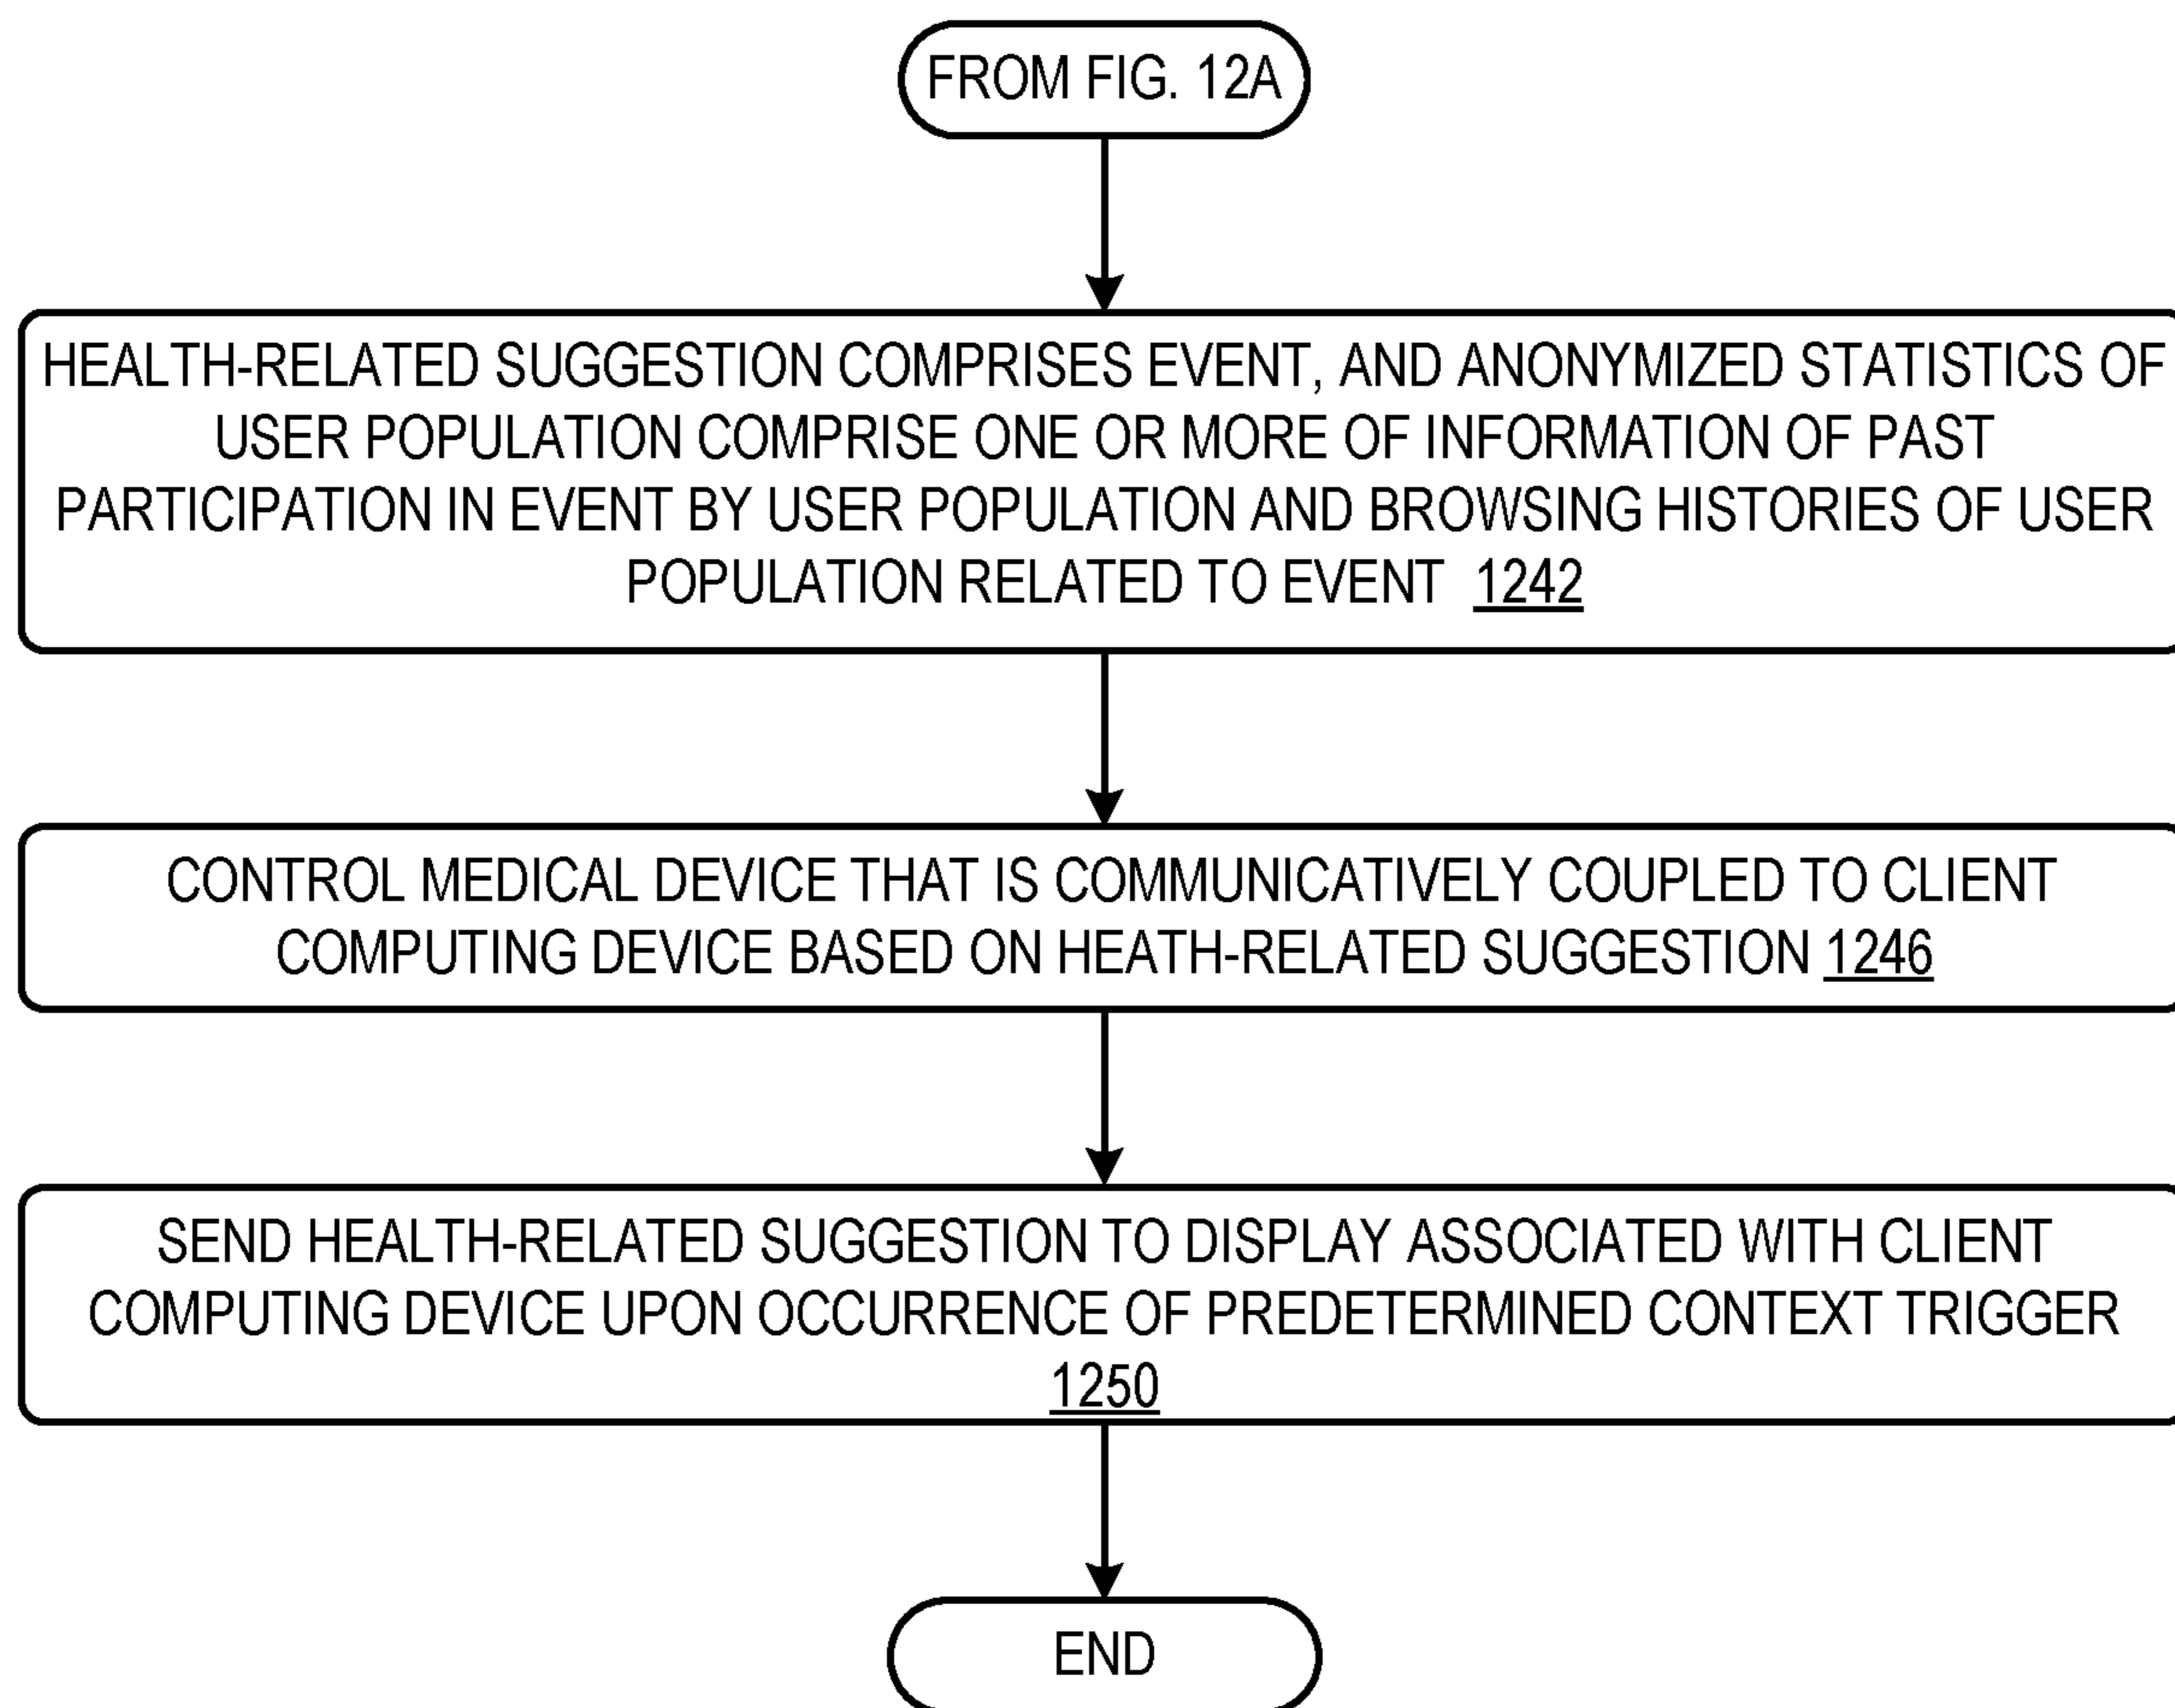 FROM FIG. 12A
HEALTH-RELATED SUGGESTION COMPRISES EVENT, AND ANONYMIZED STATISTICS OF
USER POPULATION COMPRISE ONE OR MORE OF INFORMATION OF PAST
PARTICIPATION IN EVENT BY USER POPULATION AND BROWSING HISTORIES OF USER
POPULATION RELATED TO EVENT 1242
CONTROL MEDICAL DEVICE THAT IS COMMUNICATIVELY COUPLED TO CLIENT
COMPUTING DEVICE BASED ON HEATH-RELATED SUGGESTION 1246
SEND HEALTH-RELATED SUGGESTION TO DISPLAY ASSOCIATED WITH CLIENT
COMPUTING DEVICE UPON OCCURRENCE OF PREDETERMINED CONTEXT TRIGGER
1250
END